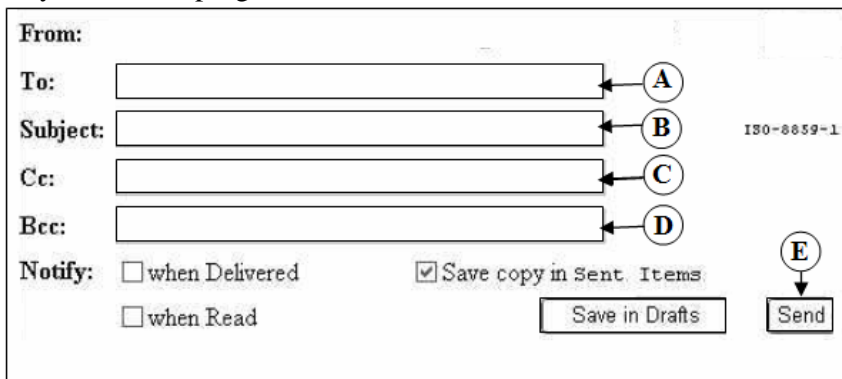 From:
To: A
Subject: B ISO-8859-1
Cc: C
Bcc: D
E
Notify: when Delivered Save copy in Sent Items
when Read Save in Drafts Send